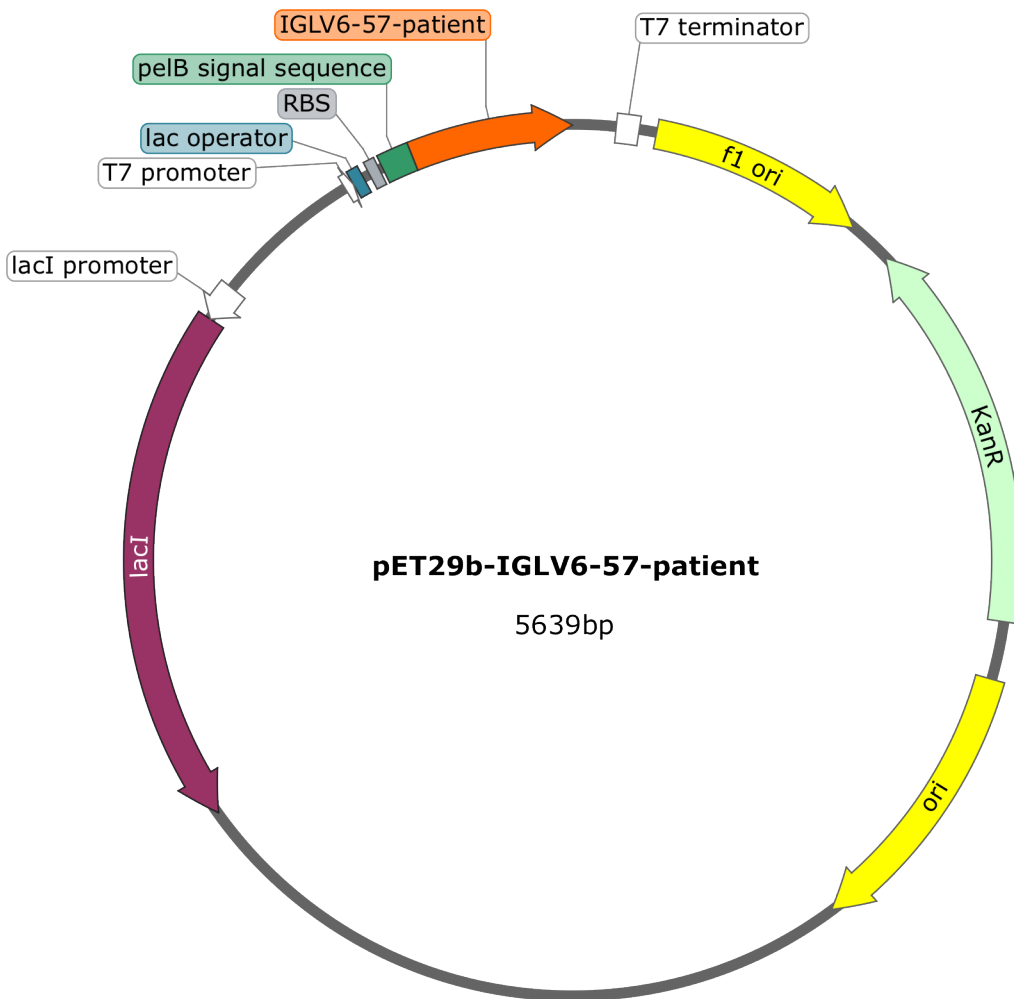 IGLV6-57-patient
T7 terminator
pelB signal sequence
RBS
lac operator
T7 promoter
f1 ori
lacI promoter
KanR
lacI
pET29b-IGLV6-57-patient
5639bp
ori